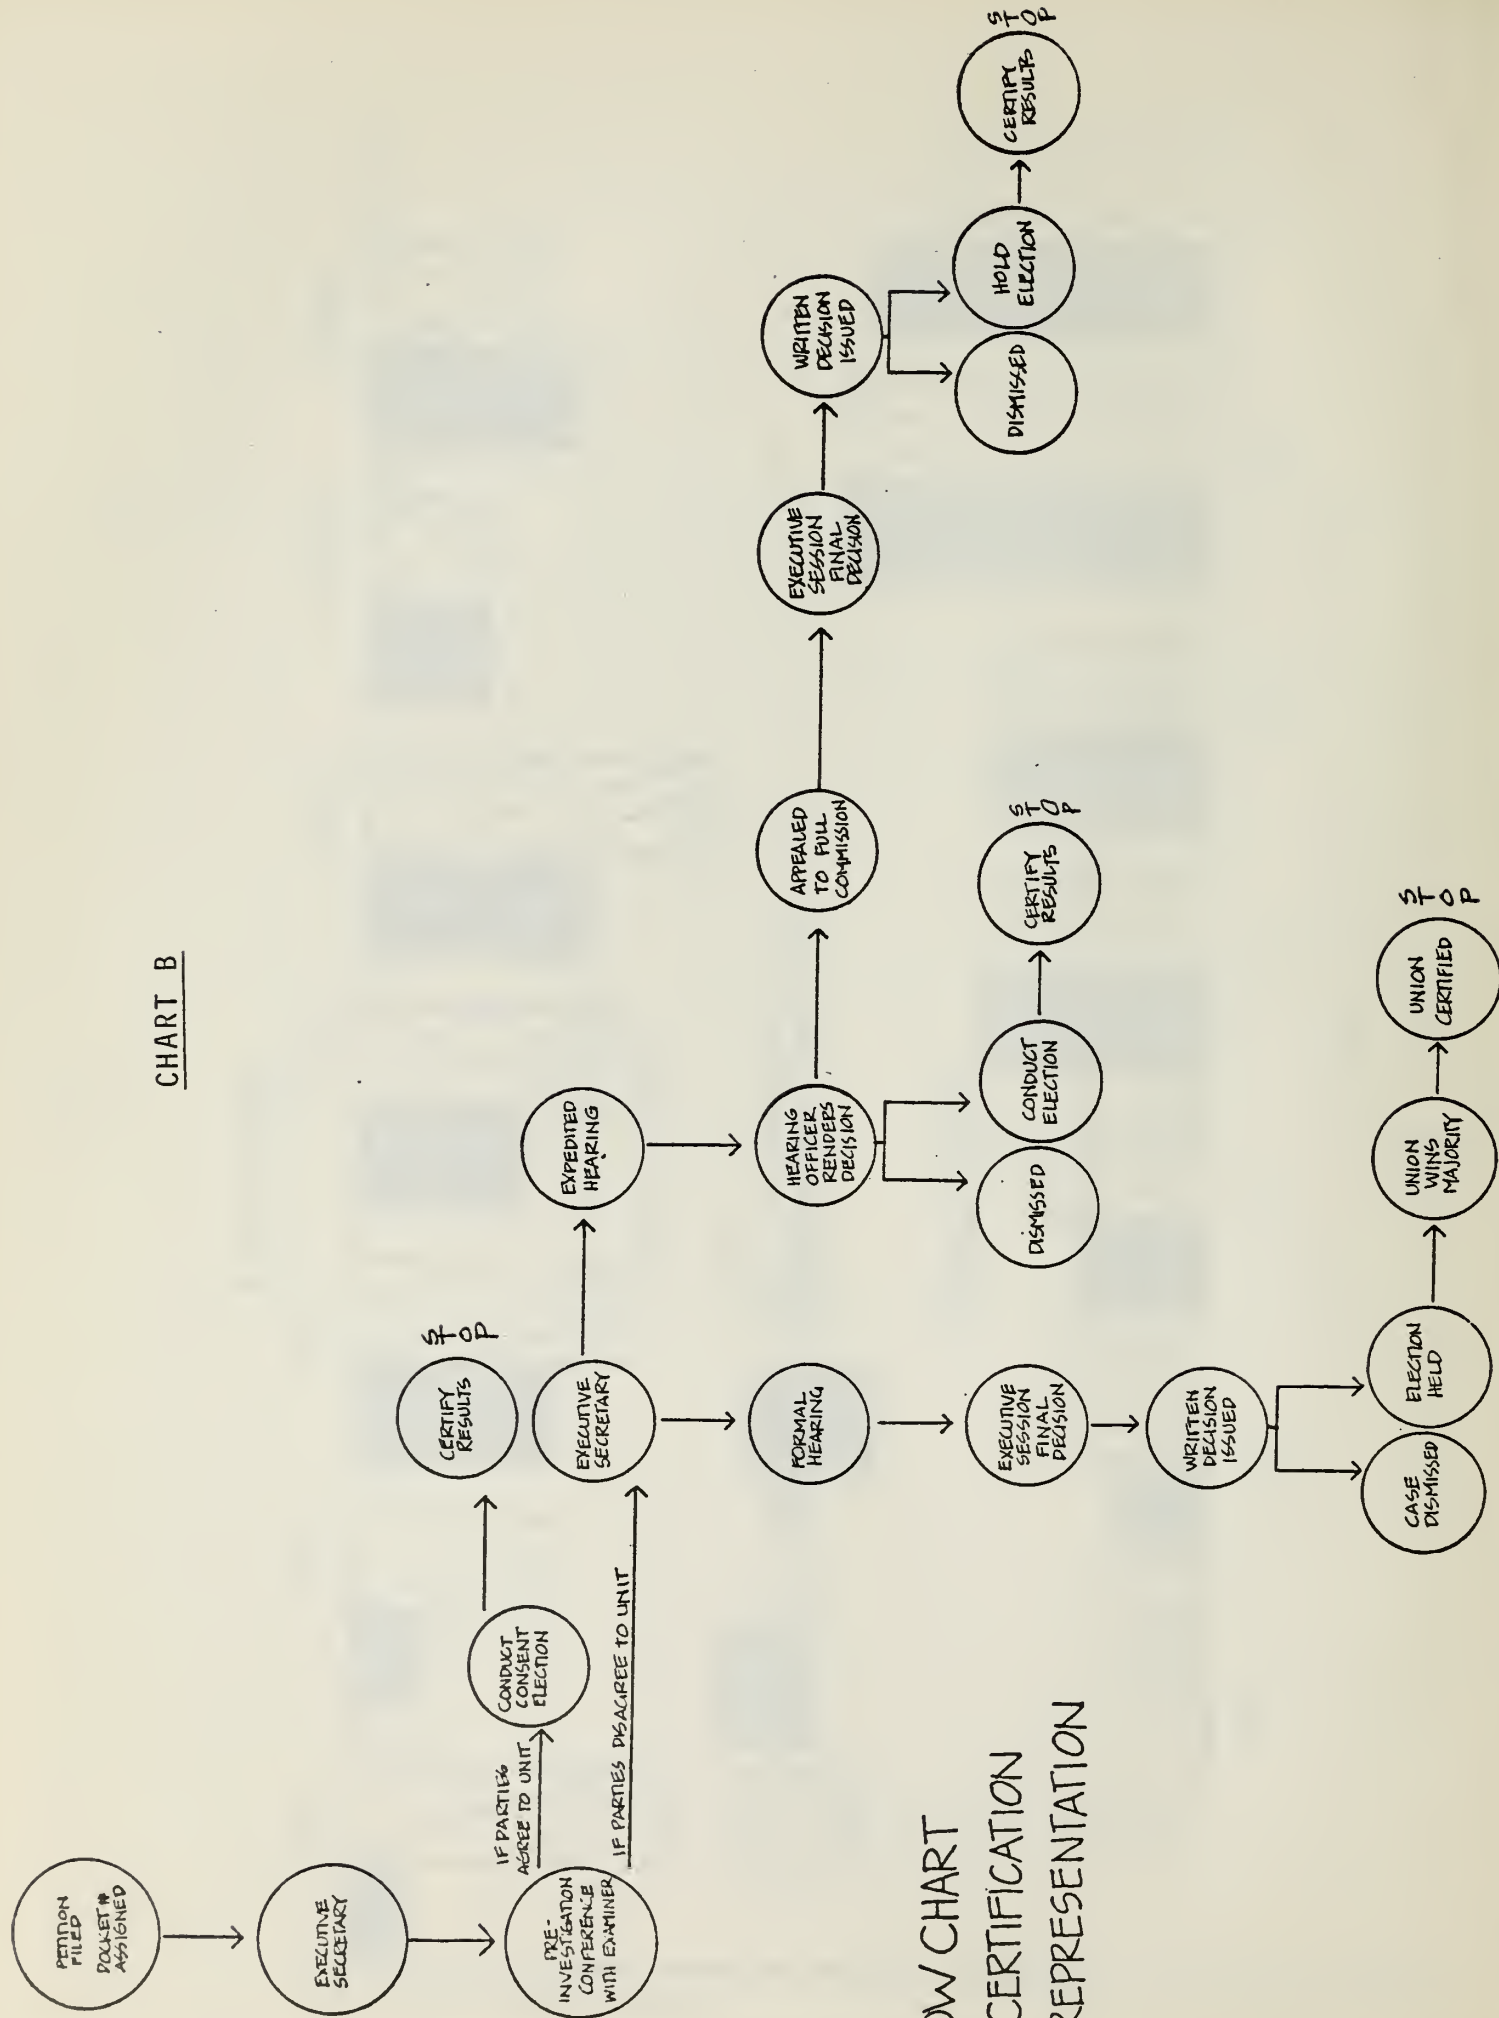 CHART B
PETITION
FILED
DOCKET #
ASSIGNED
EXECUTIVE
SECRETARY
PRE-
INVESTIGATION
CONFERENCE
WITH EXAMINER
IF PARTIES
AGREE TO UNIT
CONDUCT
CONSENT
ELECTION
CERTIFY
RESULTS
STOP
IF PARTIES DISAGREE TO UNIT
EXECUTIVE
SECRETARY
EXPEDITED
HEARING
FORMAL
HEARING
HEARING
OFFICER
RENDERS
DECISION
APPEALED
TO FULL
COMMISSION
EXECUTIVE
SESSION
FINAL
DECISION
WRITTEN
DECISION
ISSUED
DISMISSED
HOLD
ELECTION
CERTIFY
RESULTS
STOP
DISMISSED
CONDUCT
ELECTION
CERTIFY
RESULTS
STOP
EXECUTIVE
SESSION
FINAL
DECISION
WRITTEN
DECISION
ISSUED
CASE
DISMISSED
ELECTION
HELD
UNION
WINS
MAJORITY
UNION
CERTIFIED
STOP
OW CHART
CERTIFICATION
REPRESENTATION